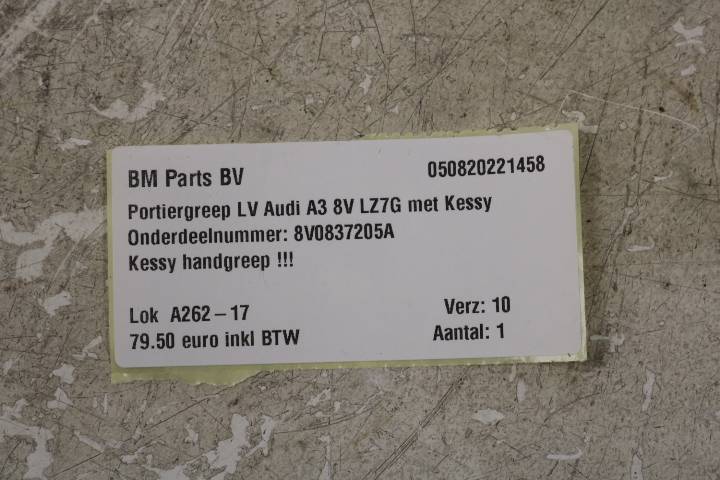 BM Parts BV 050820221458
Portiergreep LV Audi A3 8V LZ7G met Kessy
Onderdeelnummer: 8V0837205A
Kessy handgreep !!!
Lok A262-17 Verz: 10
79.50 euro inkl BTW Aantal: 1